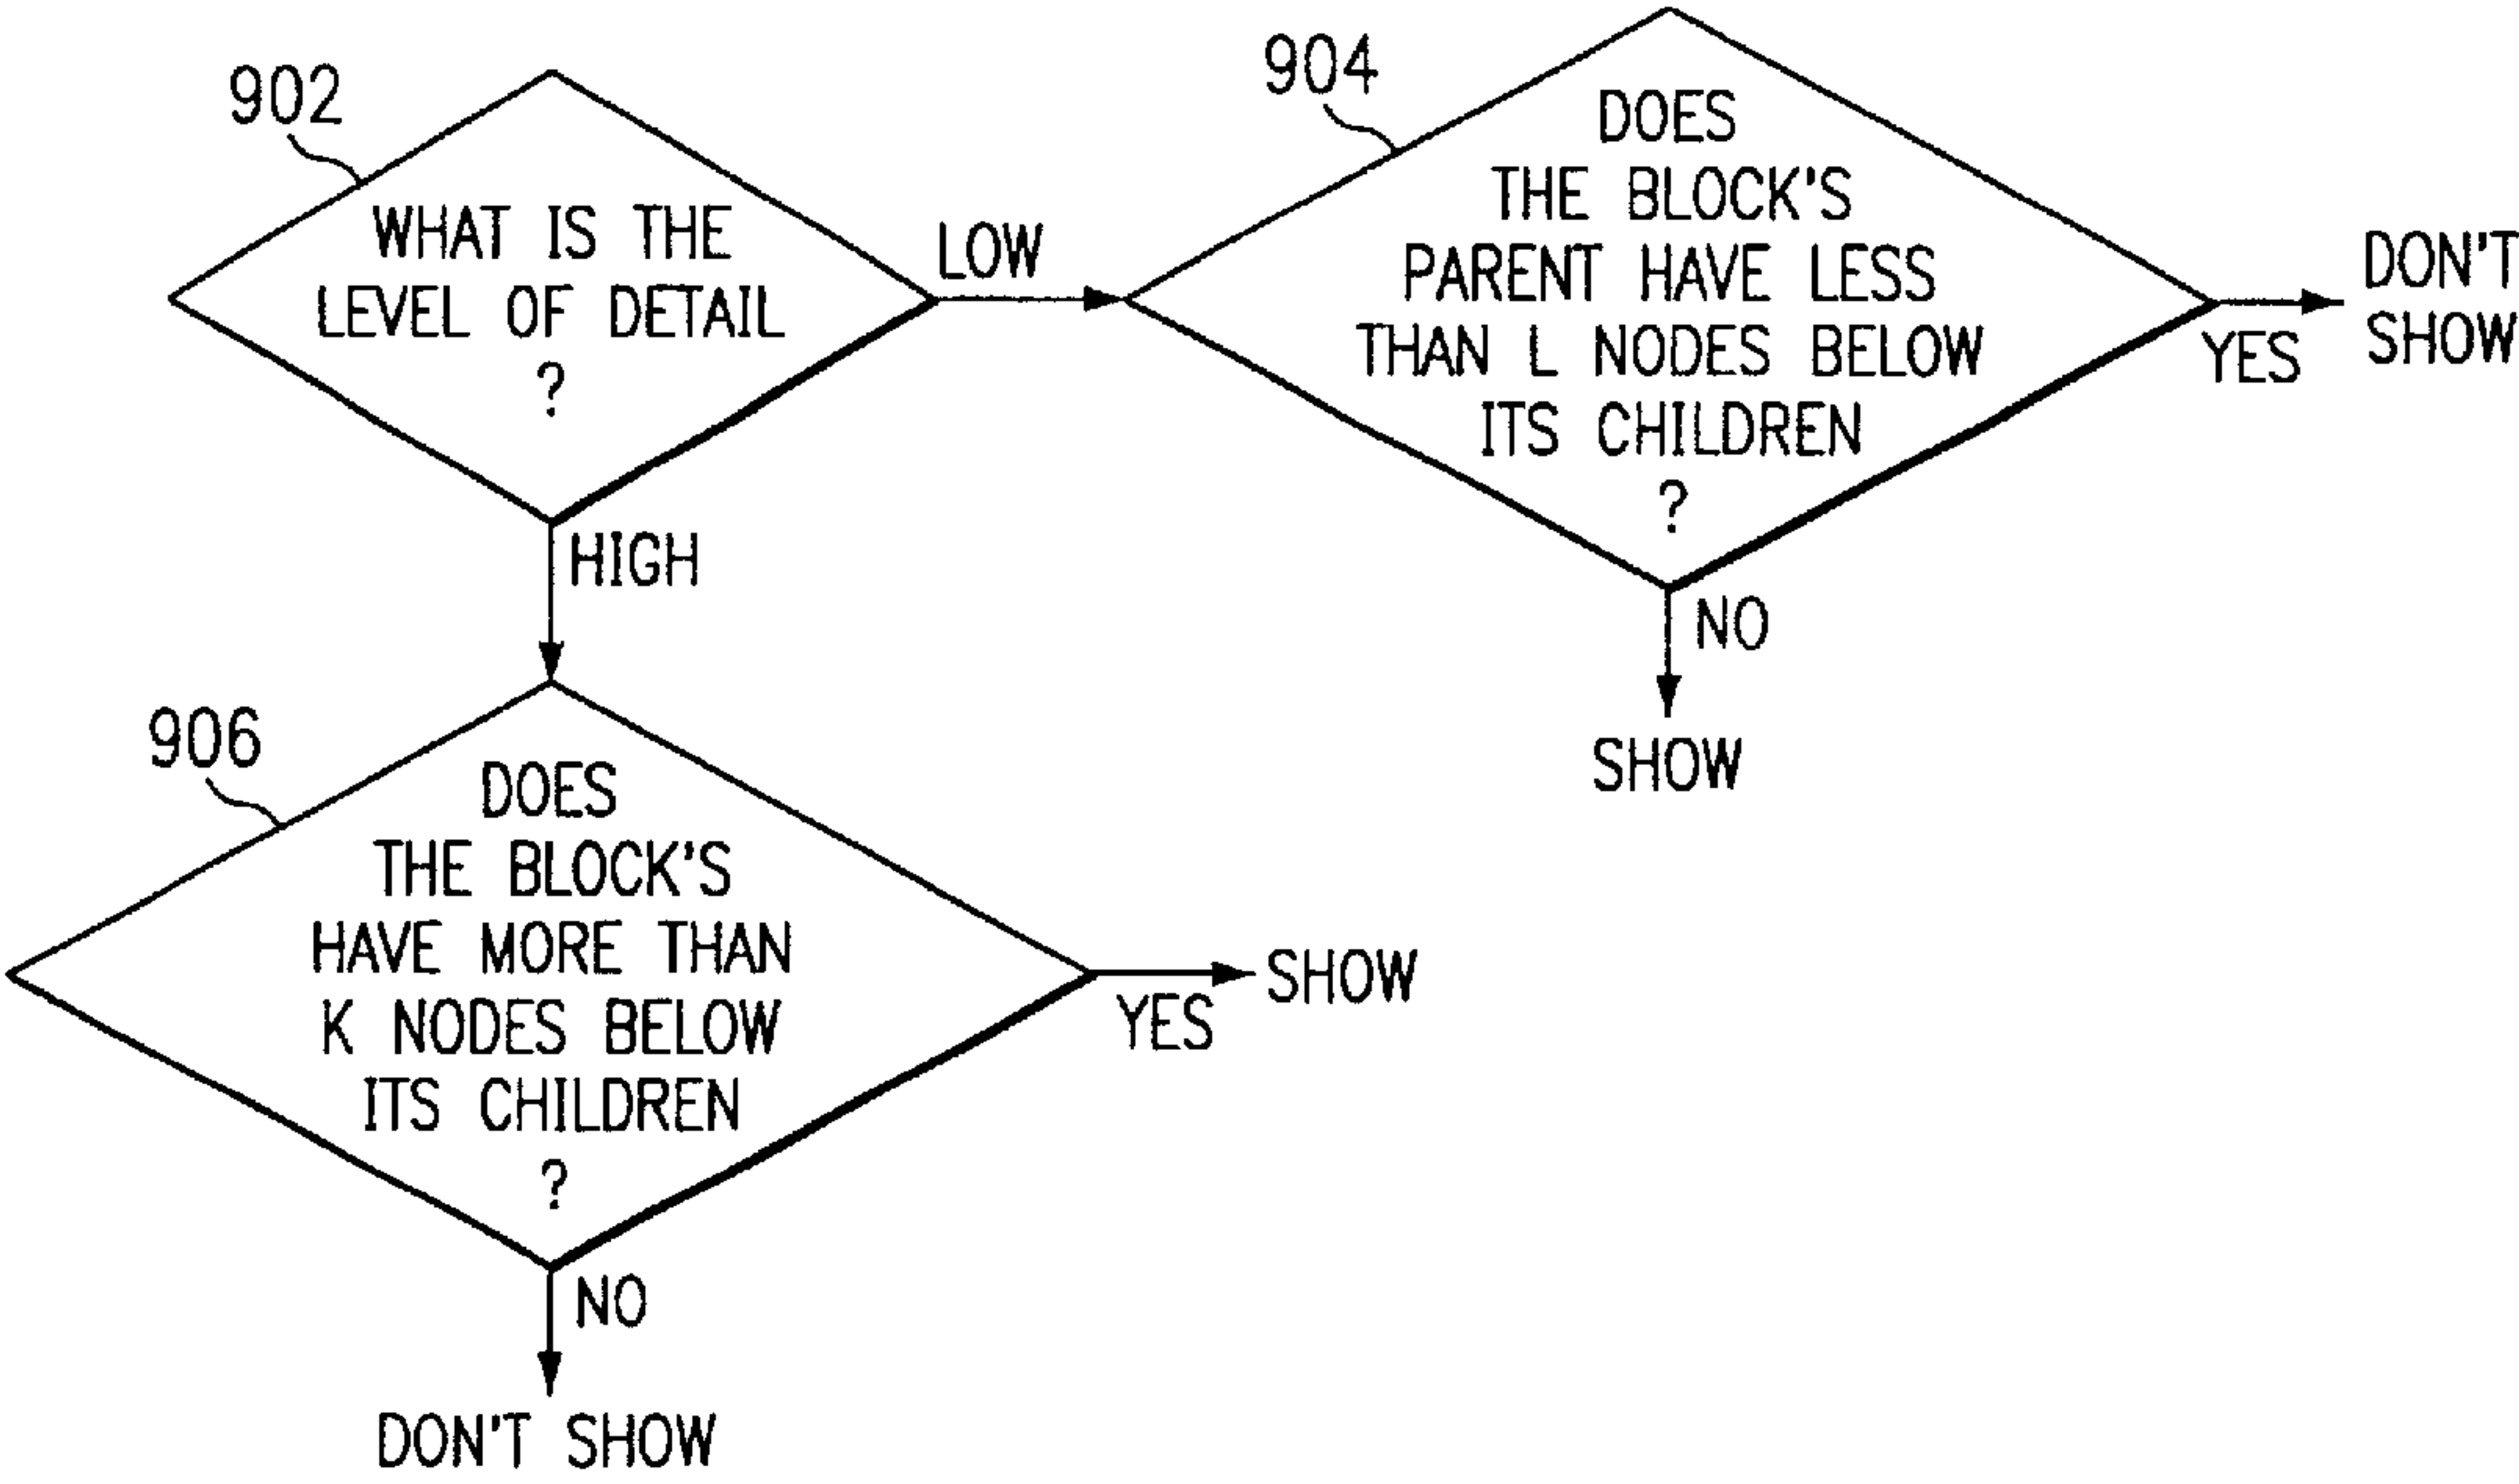 902
WHAT IS THE
LEVEL OF DETAIL
?
LOW
HIGH
904
DOES
THE BLOCK'S
PARENT HAVE LESS
THAN L NODES BELOW
ITS CHILDREN
?
YES
DON'T
SHOW
NO
SHOW
906
DOES
THE BLOCK'S
HAVE MORE THAN
K NODES BELOW
ITS CHILDREN
?
YES
SHOW
NO
DON'T SHOW